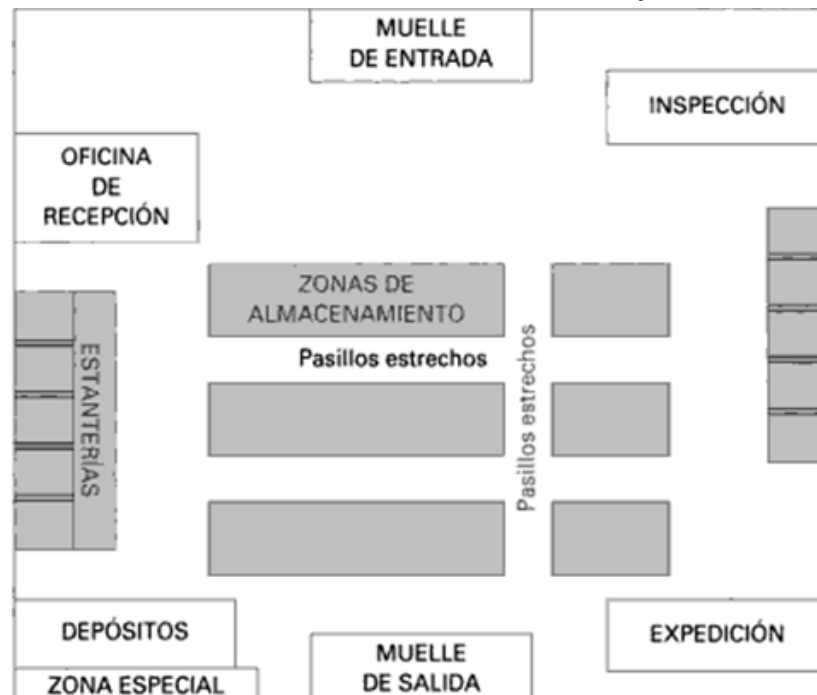 MUELLE
DE ENTRADA
INSPECCIÓN
OFICINA
DE
RECEPCIÓN
ZONAS DE
ALMACENAMIENTO
Pasillos estrechos
Pasillos estrechos
ESTANTERÍAS
DEPÓSITOS
EXPEDICIÓN
MUELLE
DE SALIDA
ZONA ESPECIAL